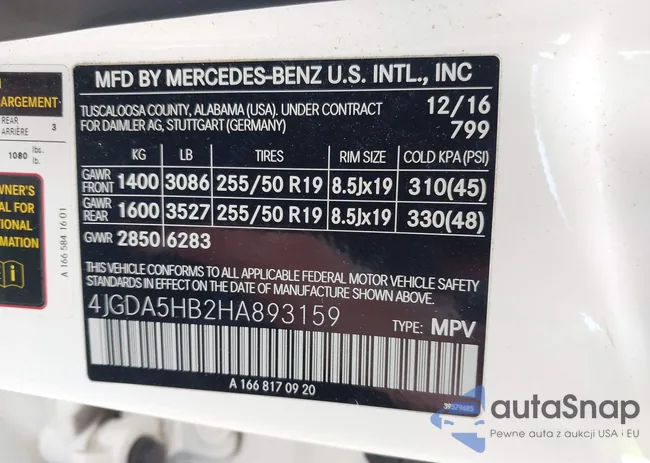 MFD BY MERCEDES-BENZ U.S. INTL., INC
TUSCALOOSA COUNTY, ALABAMA (USA). UNDER CONTRACT 12/16
FOR DAIMLER AG, STUTTGART (GERMANY) 799
KG LB TIRES RIM SIZE COLD KPA (PSI)
GAWR FRONT 1400 3086 255/50 R19 8.5Jx19 310(45)
GAWR REAR 1600 3527 255/50 R19 8.5Jx19 330(48)
GVWR 2850 6283
THIS VEHICLE CONFORMS TO ALL APPLICABLE FEDERAL MOTOR VEHICLE SAFETY
STANDARDS IN EFFECT ON THE DATE OF MANUFACTURE SHOWN ABOVE.
4JGDA5HB2HA893159
TYPE: MPV
A 166 817 09 20
ARGEMENT
REAR
ARRIÈRE 3
1080 lbs.
lb.
WNER'S
AL FOR
TIONAL
RMATION
i
A 166 584 16 01
autaSnap
Pewne auta z aukcji USA i EU